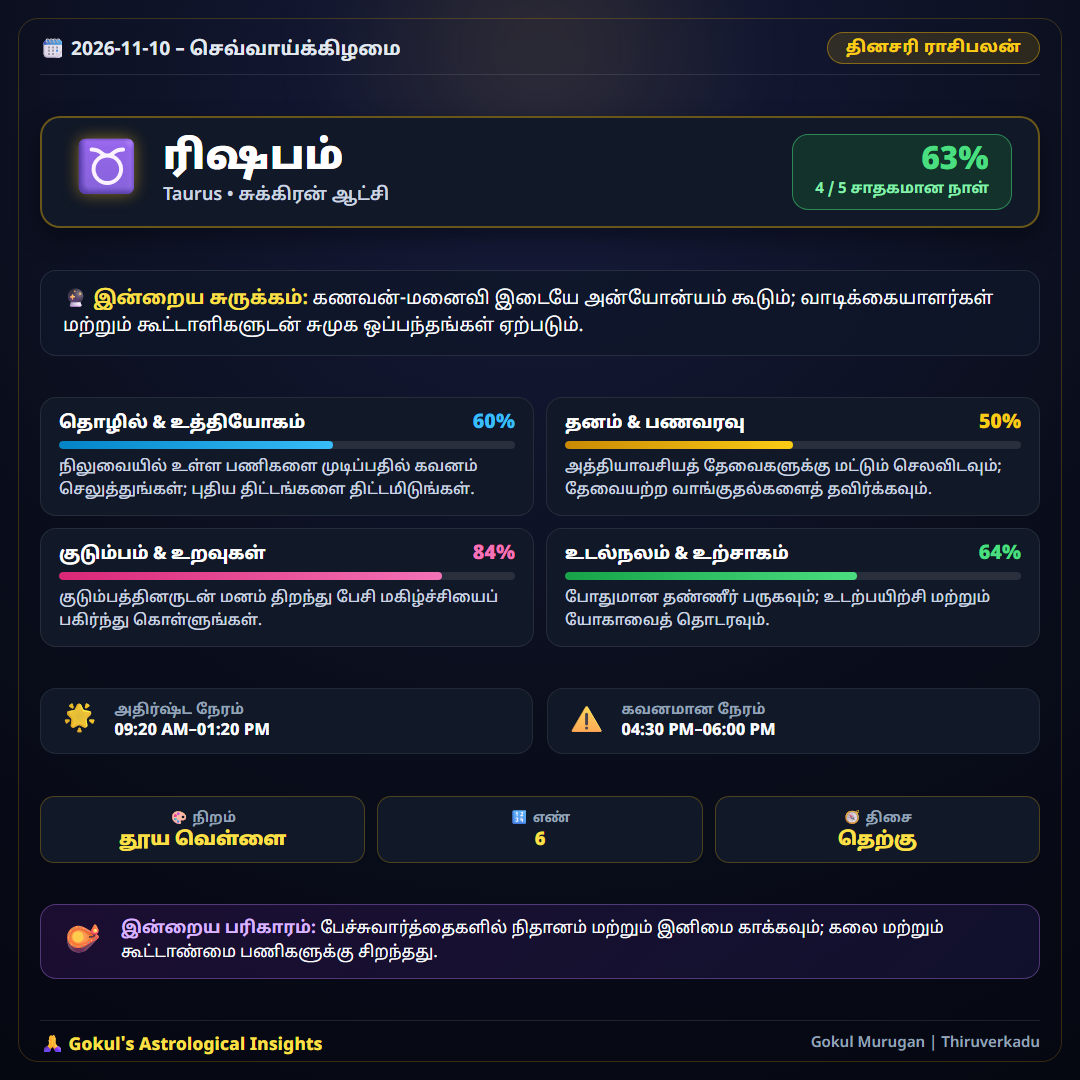 2026-11-10 – செவ்வாய்க்கிழமை
தினசரி ராசிபலன்
ரிஷபம்
Taurus • சுக்கிரன் ஆட்சி
63%
4 / 5 சாதகமான நாள்
இன்றைய சுருக்கம்: கணவன்-மனைவி இடையே அன்யோன்யம் கூடும்; வாடிக்கையாளர்கள்
மற்றும் கூட்டாளிகளுடன் சுமுக ஒப்பந்தங்கள் ஏற்படும்.
தொழில் & உத்தியோகம் 60%
நிலுவையில் உள்ள பணிகளை முடிப்பதில் கவனம்
செலுத்துங்கள்; புதிய திட்டங்களை திட்டமிடுங்கள்.
தனம் & பணவரவு 50%
அத்தியாவசியத் தேவைகளுக்கு மட்டும் செலவிடவும்;
தேவையற்ற வாங்குதல்களைத் தவிர்க்கவும்.
குடும்பம் & உறவுகள் 84%
குடும்பத்தினருடன் மனம் திறந்து பேசி மகிழ்ச்சியைப்
பகிர்ந்து கொள்ளுங்கள்.
உடல்நலம் & உற்சாகம் 64%
போதுமான தண்ணீர் பருகவும்; உடற்பயிற்சி மற்றும்
யோகாவைத் தொடரவும்.
அதிர்ஷ்ட நேரம்
09:20 AM–01:20 PM
கவனமான நேரம்
04:30 PM–06:00 PM
நிறம்
தூய வெள்ளை
எண்
6
திசை
தெற்கு
இன்றைய பரிகாரம்: பேச்சுவார்த்தைகளில் நிதானம் மற்றும் இனிமை காக்கவும்; கலை மற்றும்
கூட்டாண்மை பணிகளுக்கு சிறந்தது.
Gokul's Astrological Insights
Gokul Murugan | Thiruverkadu